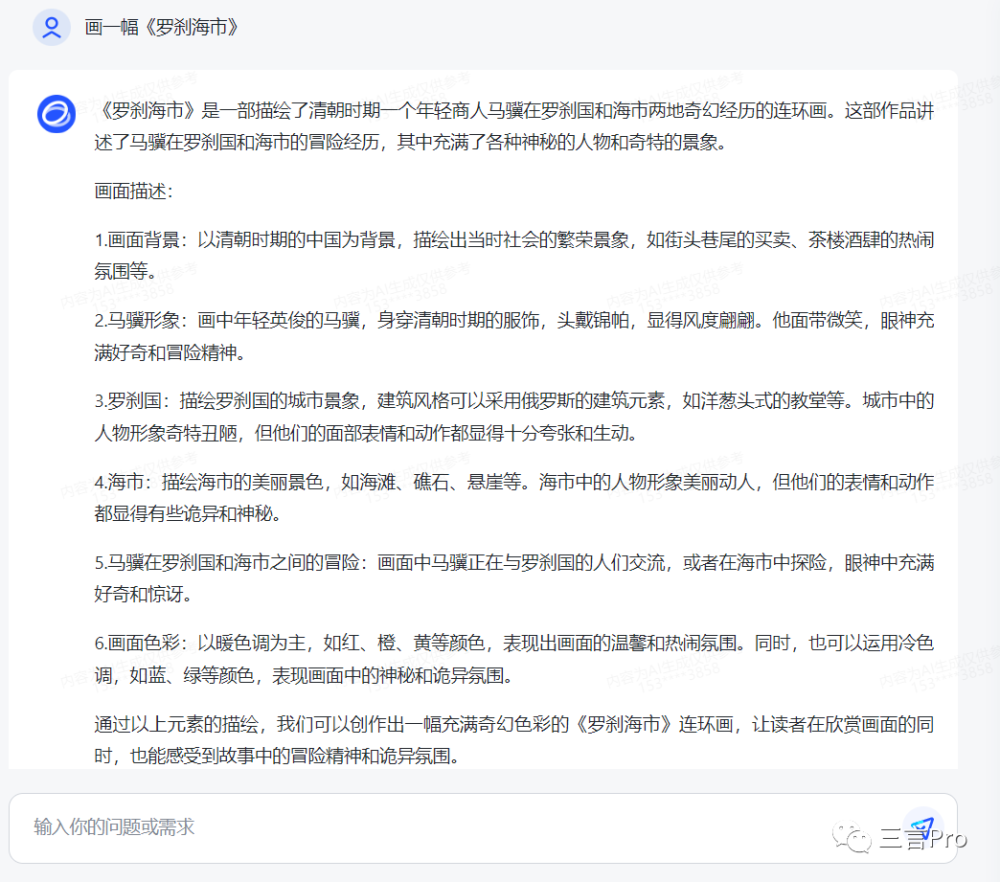 画一幅《罗刹海市》
《罗刹海市》是一部描绘了清朝时期一个年轻商人马骥在罗刹国和海市两地奇幻经历的连环画。这部作品讲
述了马骥在罗刹国和海市的冒险经历，其中充满了各种神秘的人物和奇特的景象。
画面描述：
1.画面背景：以清朝时期的中国为背景，描绘出当时社会的繁荣景象，如街头巷尾的买卖、茶楼酒肆的热闹
氛围等。
2.马骥形象：画中年轻英俊的马骥，身穿清朝时期的服饰，头戴锦帕，显得风度翩翩。他面带微笑，眼神充
满好奇和冒险精神。
3.罗刹国：描绘罗刹国的城市景象，建筑风格可以采用俄罗斯的建筑元素，如洋葱头式的教堂等。城市中的
人物形象奇特丑陋，但他们的面部表情和动作都显得十分夸张和生动。
4.海市：描绘海市的美丽景色，如海滩、礁石、悬崖等。海市中的人物形象美丽动人，但他们的表情和动作
都显得有些诡异和神秘。
5.马骥在罗刹国和海市之间的冒险：画面中马骥正在与罗刹国的人们交流，或者在海市中探险，眼神中充满
好奇和惊讶。
6.画面色彩：以暖色调为主，如红、橙、黄等颜色，表现出画面的温馨和热闹氛围。同时，也可以运用冷色
调，如蓝、绿等颜色，表现画面中的神秘和诡异氛围。
通过以上元素的描绘，我们可以创作出一幅充满奇幻色彩的《罗刹海市》连环画，让读者在欣赏画面的同
时，也能感受到故事中的冒险精神和诡异氛围。
输入你的问题或需求
三言Pro